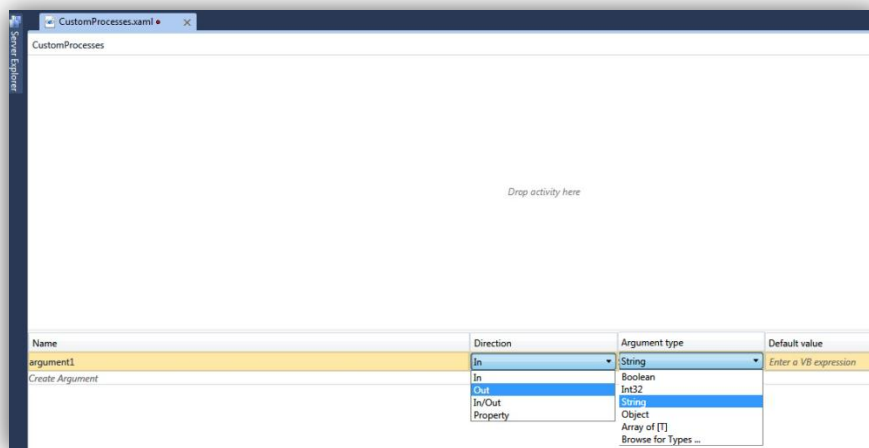 CustomProcesses.xaml
Server Explorer
CustomProcesses
Drop activity here
Name Direction Argument type Default value
argument1 In String Enter a VB expression
Create Argument In Boolean
Out Int32
In/Out String
Property Object
Array of [T]
Browse for Types ...